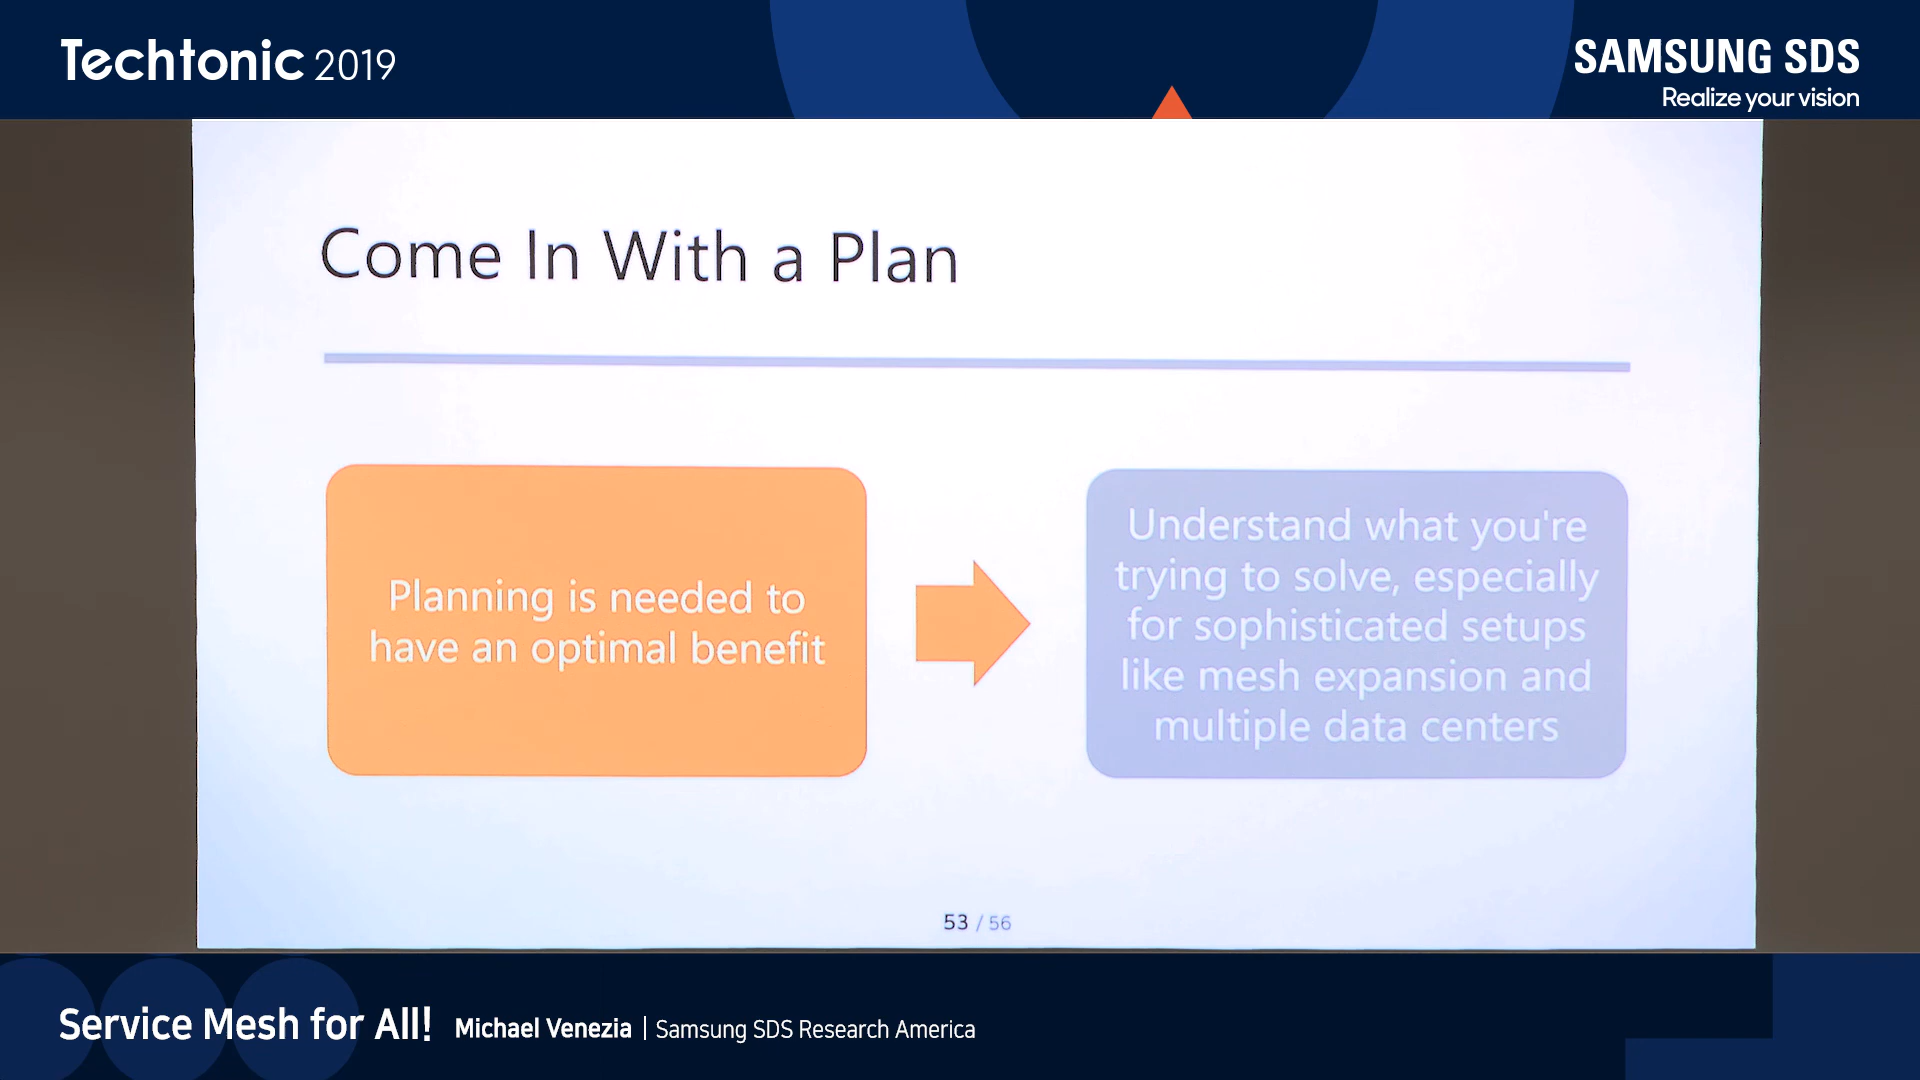 Techtonic 2019
SAMSUNG SDS
Realize your vision
Come In With a Plan
Planning is needed to
have an optimal benefit
Understand what you're
trying to solve, especially
for sophisticated setups
like mesh expansion and
multiple data centers
53 / 56
Service Mesh for All! Michael Venezia | Samsung SDS Research America